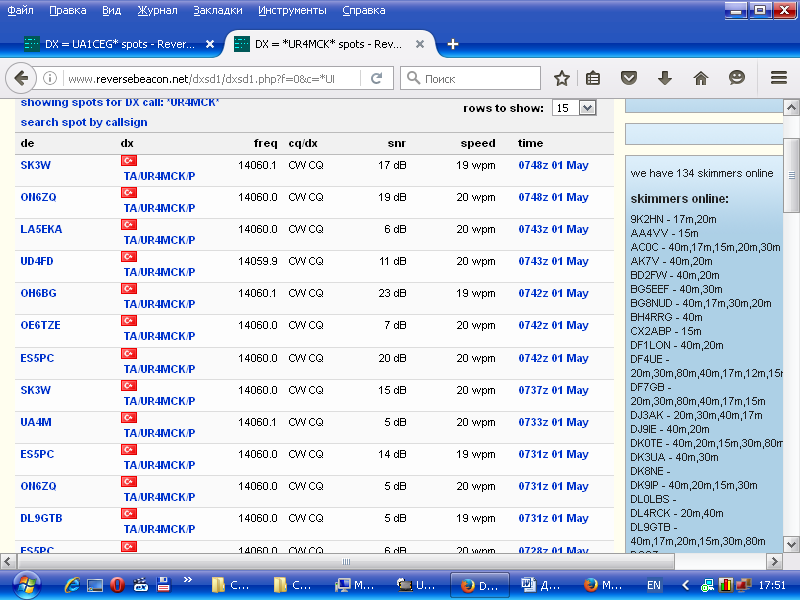 Файл Правка Вид Журнал Закладки Инструменты Справка
DX = UA1CEG* spots - Rever... DX = *UR4MCK* spots - Rev...
www.reversebeacon.net/dxsd1/dxsd1.php?f=0&c=*UI Поиск
showing spots for DX call: *UR4MCK*
rows to show: 15
search spot by callsign
de dx freq cq/dx snr speed time
SK3W TA/UR4MCK/P 14060.1 CW CQ 17 dB 19 wpm 0748z 01 May
ON6ZQ TA/UR4MCK/P 14060.0 CW CQ 19 dB 20 wpm 0748z 01 May
LA5EKA TA/UR4MCK/P 14060.0 CW CQ 6 dB 20 wpm 0743z 01 May
UD4FD TA/UR4MCK/P 14059.9 CW CQ 11 dB 20 wpm 0743z 01 May
OH6BG TA/UR4MCK/P 14060.1 CW CQ 23 dB 19 wpm 0742z 01 May
OE6TZE TA/UR4MCK/P 14060.0 CW CQ 7 dB 20 wpm 0742z 01 May
ES5PC TA/UR4MCK/P 14060.0 CW CQ 20 dB 20 wpm 0742z 01 May
SK3W TA/UR4MCK/P 14060.0 CW CQ 15 dB 20 wpm 0737z 01 May
UA4M TA/UR4MCK/P 14060.1 CW CQ 5 dB 20 wpm 0733z 01 May
ES5PC TA/UR4MCK/P 14060.0 CW CQ 14 dB 19 wpm 0731z 01 May
ON6ZQ TA/UR4MCK/P 14060.0 CW CQ 5 dB 20 wpm 0731z 01 May
DL9GTB TA/UR4MCK/P 14060.0 CW CQ 5 dB 19 wpm 0731z 01 May
ES5PC 14060.0 CW CQ 6 dB 20 wpm 0728z 01 May
we have 134 skimmers online
skimmers online:
9K2HN - 17m,20m
AA4VV - 15m
AC0C - 40m,17m,15m,20m,30m
AK7V - 40m,20m
BD2FW - 40m,20m
BG5EEF - 40m,30m
BG8NUD - 40m,17m,30m,20m
BH4RRG - 40m
CX2ABP - 15m
DF1LON - 40m,20m
DF4UE -
20m,30m,80m,40m,17m,12m,15m
DF7GB -
20m,30m,80m,40m,17m,15m
DJ3AK - 20m,30m,40m,17m
DJ9IE - 40m,20m
DK0TE - 40m,20m,15m,30m,80m
DK3UA - 40m,30m
DK8NE -
DK9IP - 40m,20m,15m,30m
DL0LBS -
DL4RCK - 20m,40m
DL9GTB -
40m,17m,20m,15m,30m,80m
С... С... М... U... D... Д... М... EN 17:51